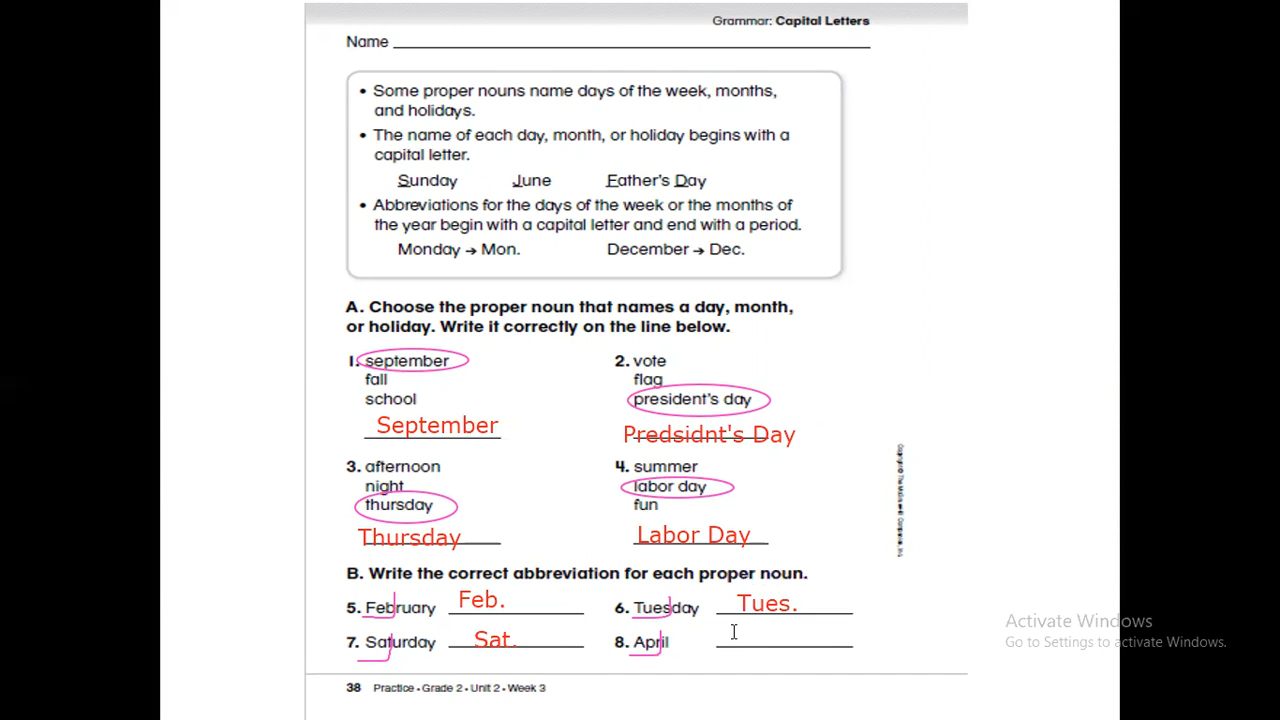 Grammar: Capital Letters
Name
• Some proper nouns name days of the week, months,
and holidays.
• The name of each day, month, or holiday begins with a
capital letter.
Sunday June Father's Day
• Abbreviations for the days of the week or the months of
the year begin with a capital letter and end with a period.
Monday → Mon. December → Dec.
A. Choose the proper noun that names a day, month,
or holiday. Write it correctly on the line below.
1. september
fall
school
September
2. vote
flag
president's day
Predsidnt's Day
3. afternoon
night
thursday
Thursday
4. summer
labor day
fun
Labor Day
B. Write the correct abbreviation for each proper noun.
5. February Feb.
6. Tuesday Tues.
7. Saturday Sat.
8. April
38 Practice • Grade 2 • Unit 2 • Week 3
Activate Windows
Go to Settings to activate Windows.